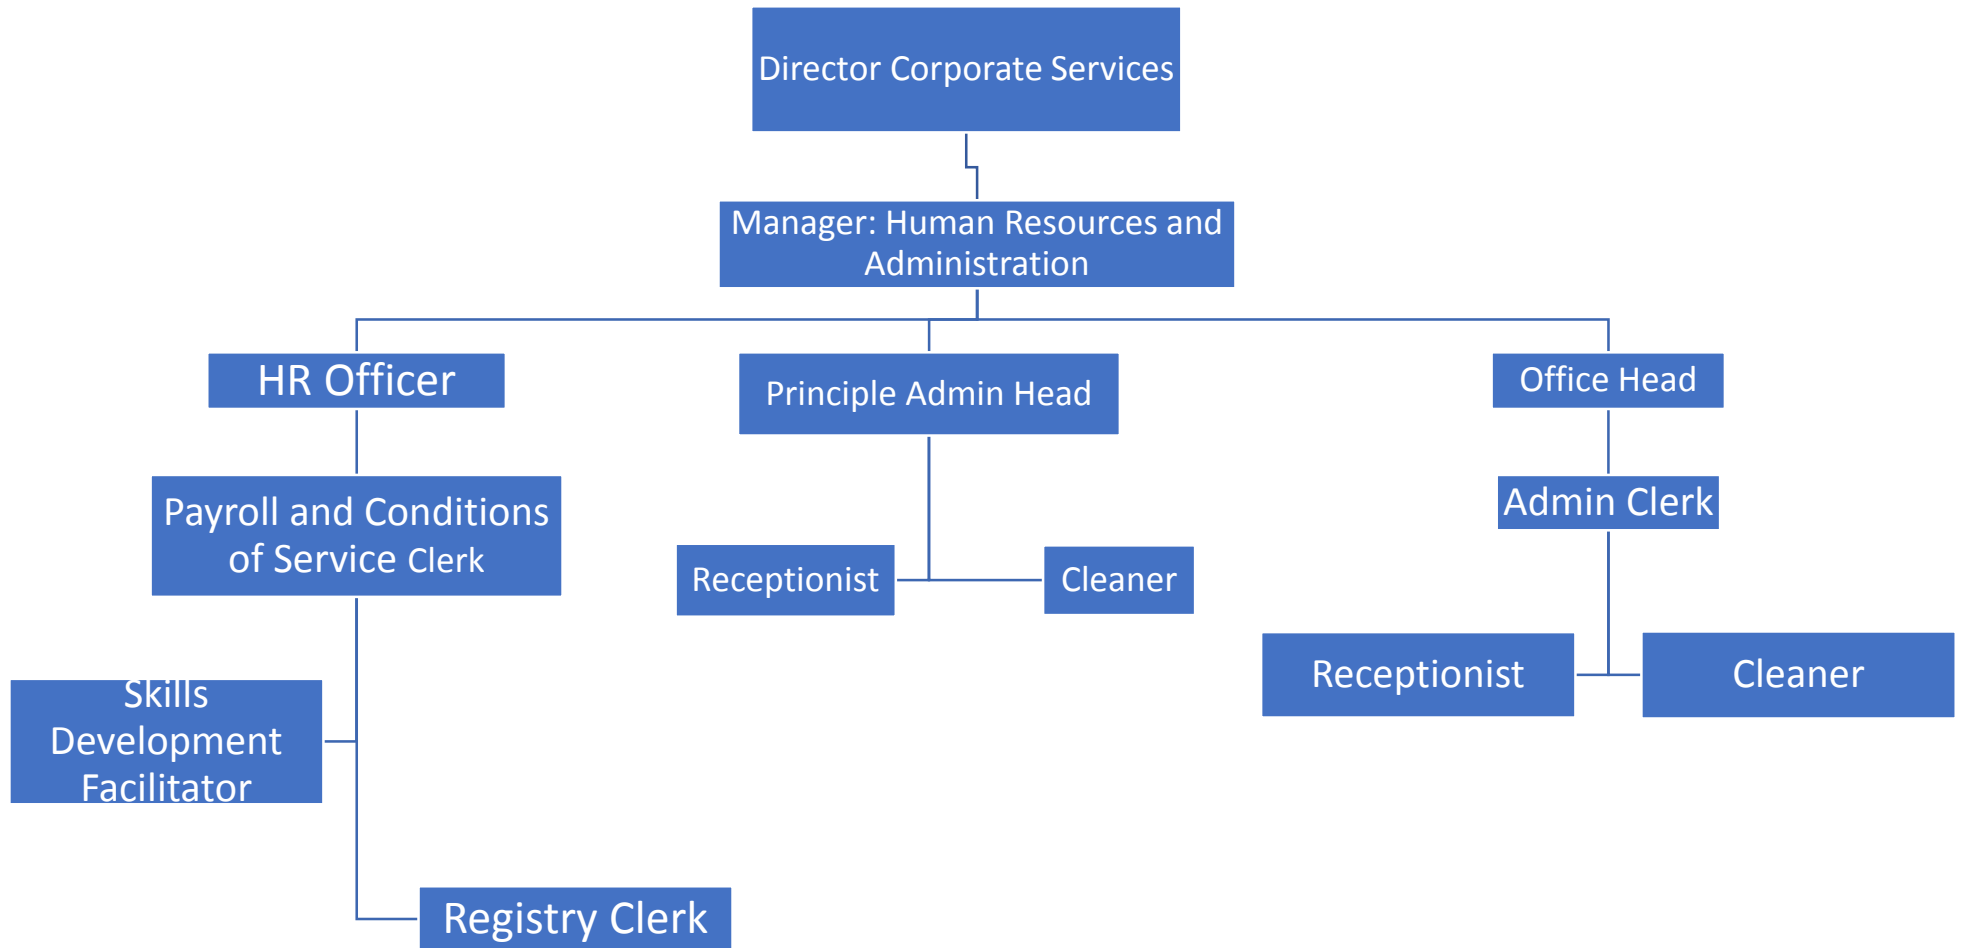 Director Corporate Services
Manager: Human Resources and
Administration
HR Officer
Principle Admin Head
Office Head
Payroll and Conditions
of Service Clerk
Admin Clerk
Receptionist
Cleaner
Receptionist
Cleaner
Skills
Development
Facilitator
Registry Clerk